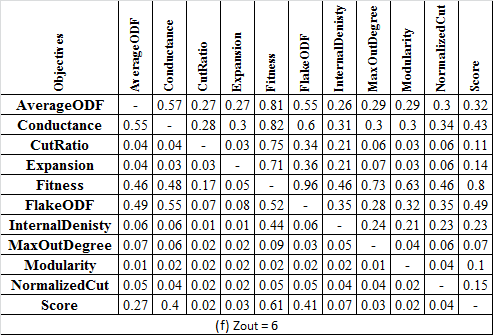 Objectives AverageODF Conductance CutRatio Expansion Fitness FlakeODF InternalDenisty MaxOutDegree Modularity NormalizedCut Score
AverageODF - 0.57 0.27 0.27 0.81 0.55 0.26 0.29 0.29 0.3 0.32
Conductance 0.55 - 0.28 0.3 0.82 0.6 0.31 0.3 0.3 0.34 0.43
CutRatio 0.04 0.04 - 0.03 0.75 0.34 0.21 0.06 0.03 0.06 0.11
Expansion 0.04 0.03 0.03 - 0.71 0.36 0.21 0.07 0.03 0.06 0.14
Fitness 0.46 0.48 0.17 0.05 - 0.96 0.46 0.73 0.63 0.46 0.8
FlakeODF 0.49 0.55 0.07 0.08 0.52 - 0.35 0.28 0.32 0.35 0.49
InternalDenisty 0.06 0.06 0.01 0.01 0.44 0.06 - 0.24 0.21 0.23 0.23
MaxOutDegree 0.07 0.06 0.02 0.02 0.09 0.03 0.05 - 0.04 0.06 0.07
Modularity 0.01 0.02 0.02 0.02 0.02 0.02 0.02 0.01 - 0.04 0.1
NormalizedCut 0.05 0.04 0.02 0.02 0.05 0.05 0.04 0.04 0.02 - 0.15
Score 0.27 0.4 0.02 0.03 0.61 0.41 0.07 0.03 0.02 0.04 -
(f) Zout = 6